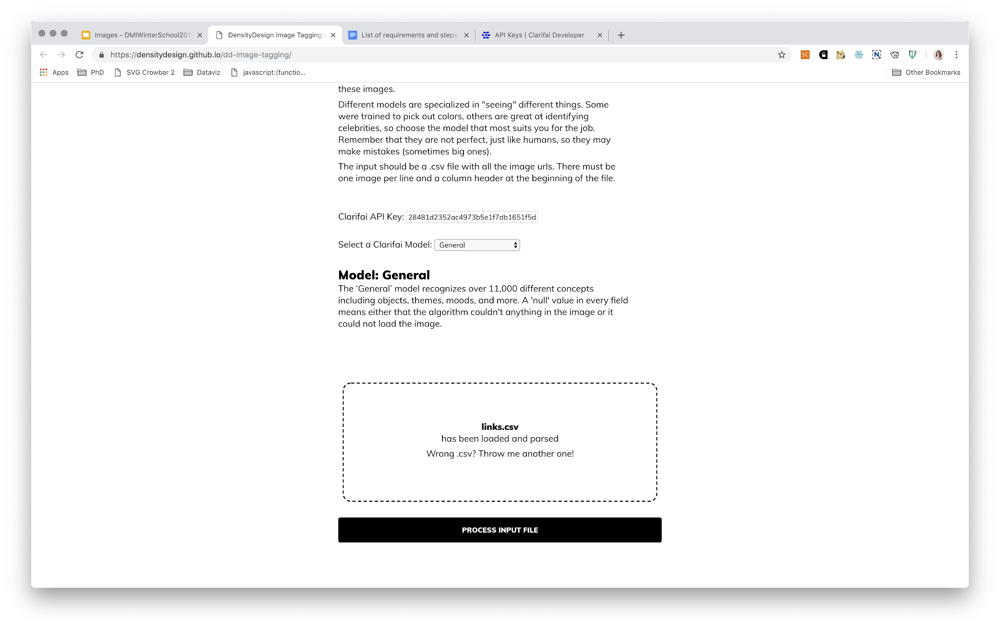 Images - DMIWinterSchool201
DensityDesign Image Tagging
List of requirements and steps
API Keys | Clarifai Developer
https://densitydesign.github.io/dd-image-tagging/
SC
N
Apps
PhD
SVG Crowbar 2
Dataviz
javascript:(functio...
Other Bookmarks
these images.
Different models are specialized in "seeing" different things. Some
were trained to pick out colors, others are great at identifying
celebrities, so choose the model that most suits you for the job.
Remember that they are not perfect, just like humans, so they may
make mistakes (sometimes big ones).
The input should be a .csv file with all the image urls. There must be
one image per line and a column header at the beginning of the file.
Clarifai API Key: 28481d2352ac4973b5e1f7db1651f5d
Select a Clarifai Model: General
Model: General
The ‘General’ model recognizes over 11,000 different concepts
including objects, themes, moods, and more. A 'null' value in every field
means either that the algorithm couldn't anything in the image or it
could not load the image.
links.csv
has been loaded and parsed
Wrong .csv? Throw me another one!
PROCESS INPUT FILE